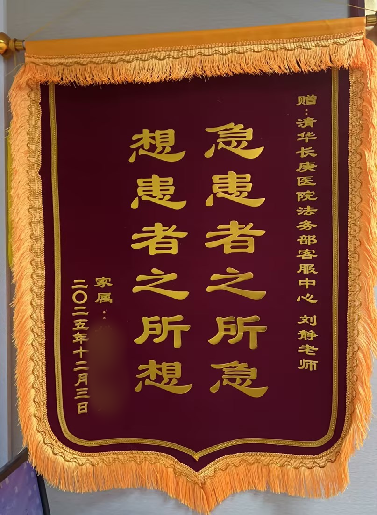 赠：清华长庚医院法务部客服中心 刘静老师
急患者之所急
想患者之所想
家属：
二〇二五年十二月三日